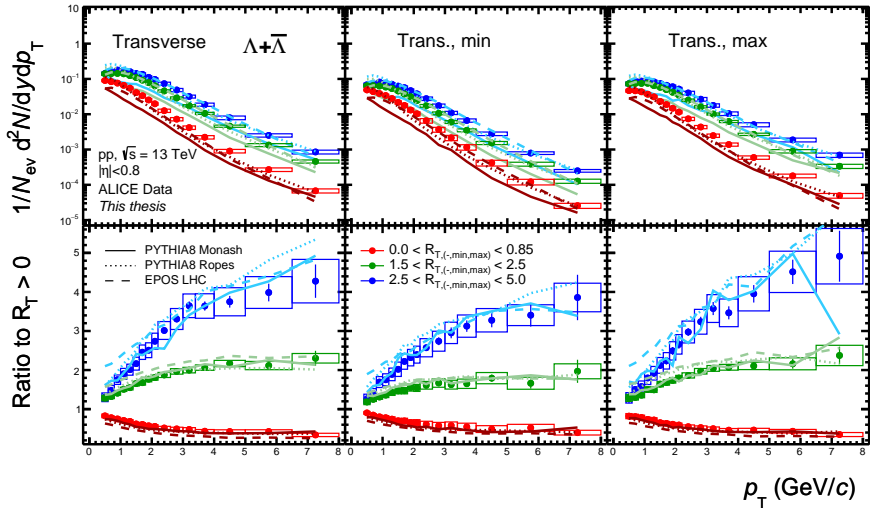 Transverse Λ+Λ̅
Trans., min
Trans., max
1/N_ev d²N/dydp_T
10
1
10⁻¹
10⁻²
10⁻³
10⁻⁴
10⁻⁵
pp, √s = 13 TeV
|η|<0.8
ALICE Data
This thesis
Ratio to R_T > 0
5
4
3
2
1
PYTHIA8 Monash
PYTHIA8 Ropes
EPOS LHC
0.0 < R_T,(-,min,max) < 0.85
1.5 < R_T,(-,min,max) < 2.5
2.5 < R_T,(-,min,max) < 5.0
0 1 2 3 4 5 6 7 8
0 1 2 3 4 5 6 7 8
0 1 2 3 4 5 6 7 8
p_T (GeV/c)